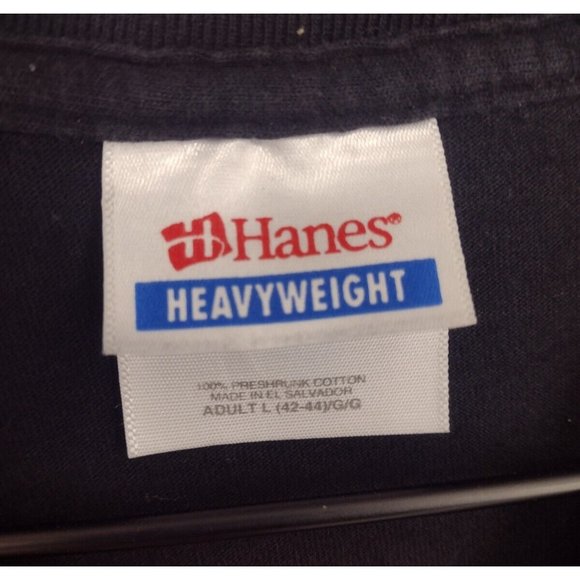 Hanes®
HEAVYWEIGHT
100% PRESHRUNK COTTON
MADE IN EL SALVADOR
ADULT L (42-44)/G/G